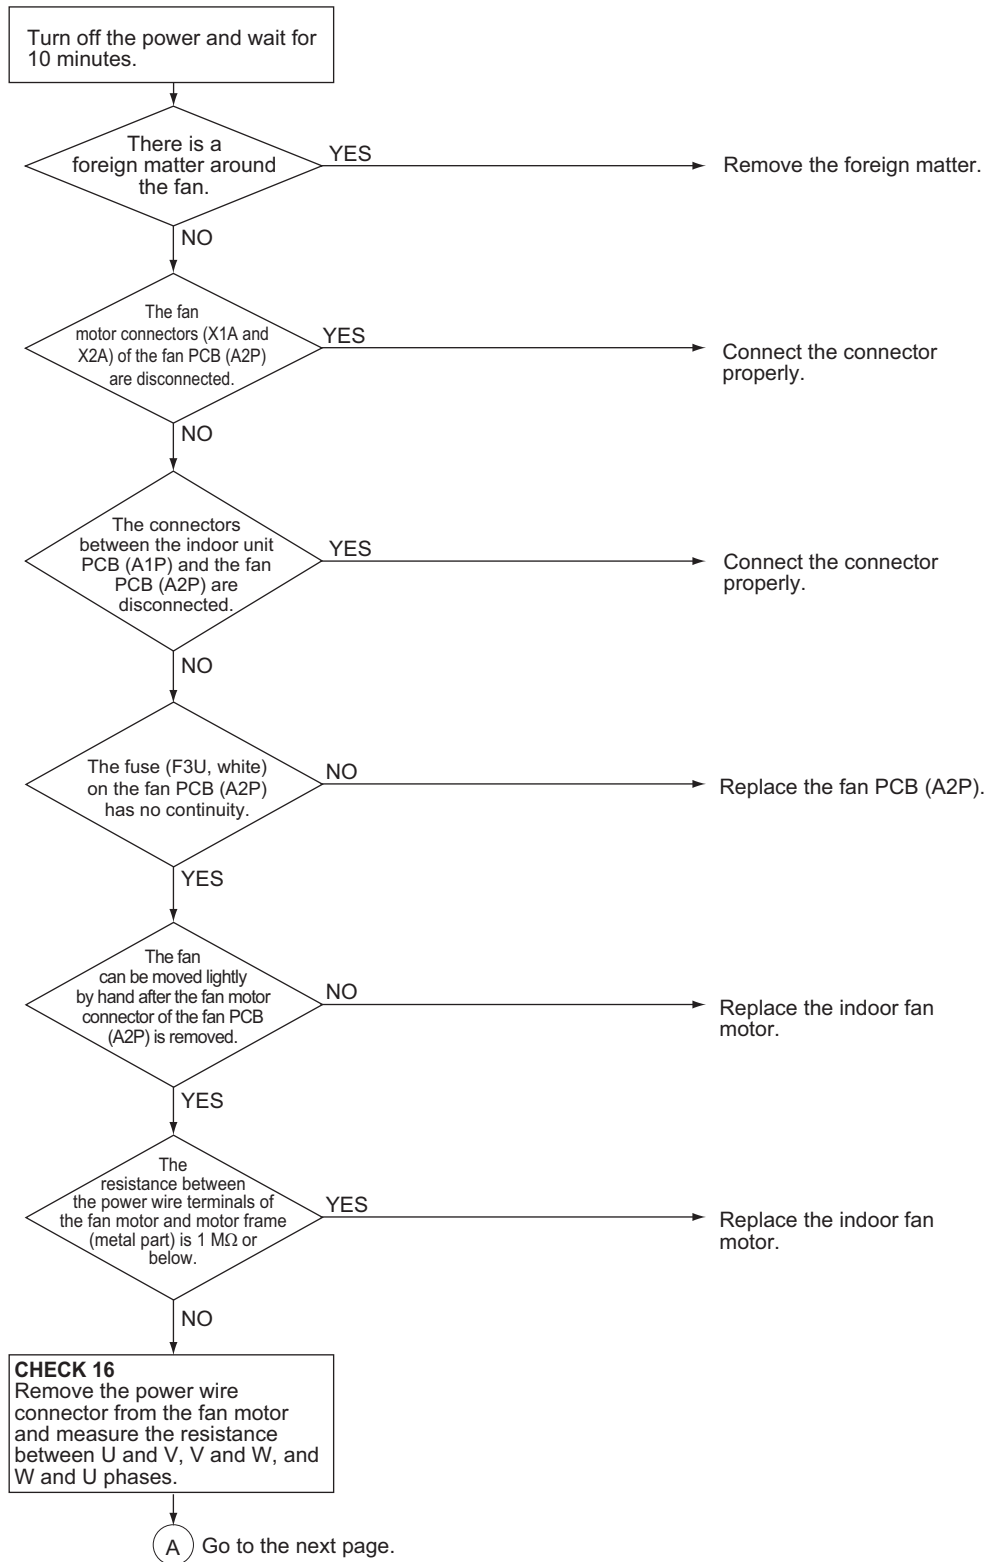 Turn off the power and wait for
10 minutes.
There is a
foreign matter around
the fan.
YES
Remove the foreign matter.
NO
The fan
motor connectors (X1A and
X2A) of the fan PCB (A2P)
are disconnected.
YES
Connect the connector
properly.
NO
The connectors
between the indoor unit
PCB (A1P) and the fan
PCB (A2P) are
disconnected.
YES
Connect the connector
properly.
NO
The fuse (F3U, white)
on the fan PCB (A2P)
has no continuity.
NO
Replace the fan PCB (A2P).
YES
The fan
can be moved lightly
by hand after the fan motor
connector of the fan PCB
(A2P) is removed.
NO
Replace the indoor fan
motor.
YES
The
resistance between
the power wire terminals of
the fan motor and motor frame
(metal part) is 1 MΩ or
below.
YES
Replace the indoor fan
motor.
NO
CHECK 16
Remove the power wire
connector from the fan motor
and measure the resistance
between U and V, V and W, and
W and U phases.
A Go to the next page.